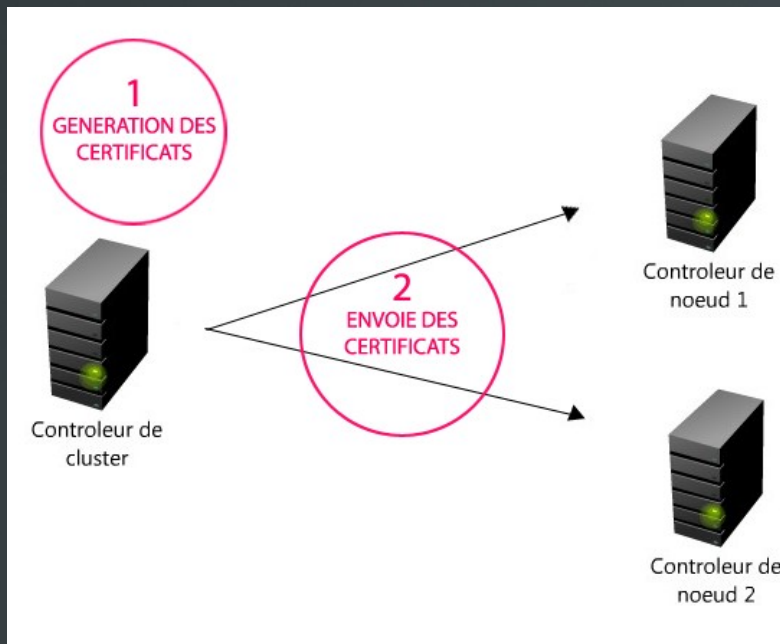 1
GENERATION DES
CERTIFICATS
Controleur de
cluster
2
ENVOIE DES
CERTIFICATS
Controleur de
noeud 1
Controleur de
noeud 2